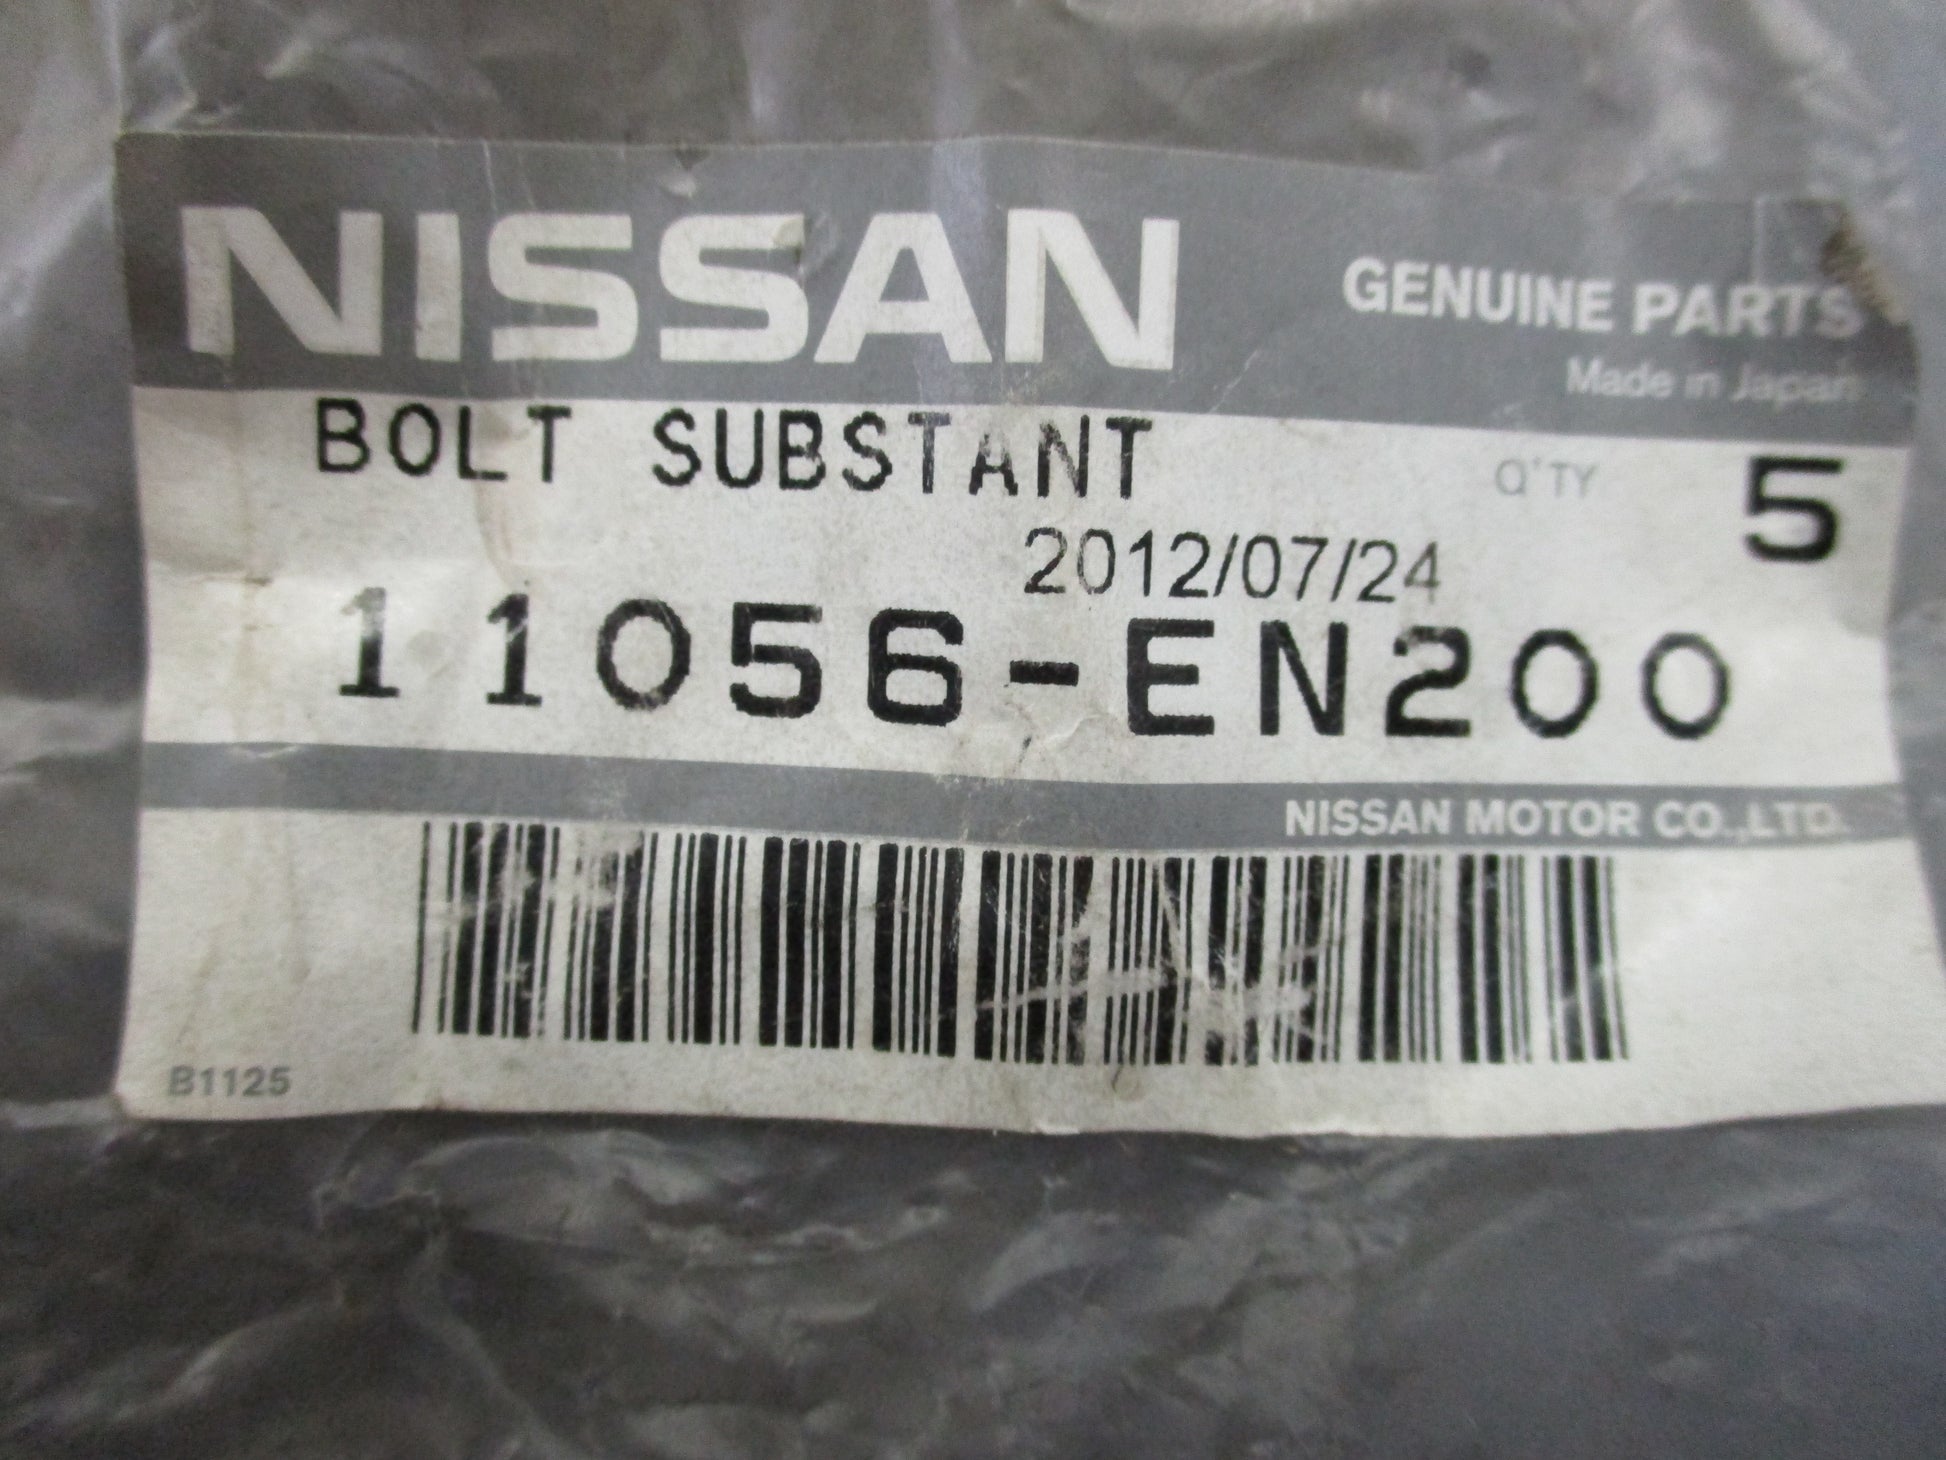 NISSAN
GENUINE PARTS
Made in Japan
BOLT SUBSTANT
Q'TY 5
2012/07/24
11056-EN200
NISSAN MOTOR CO.,LTD.
B1125